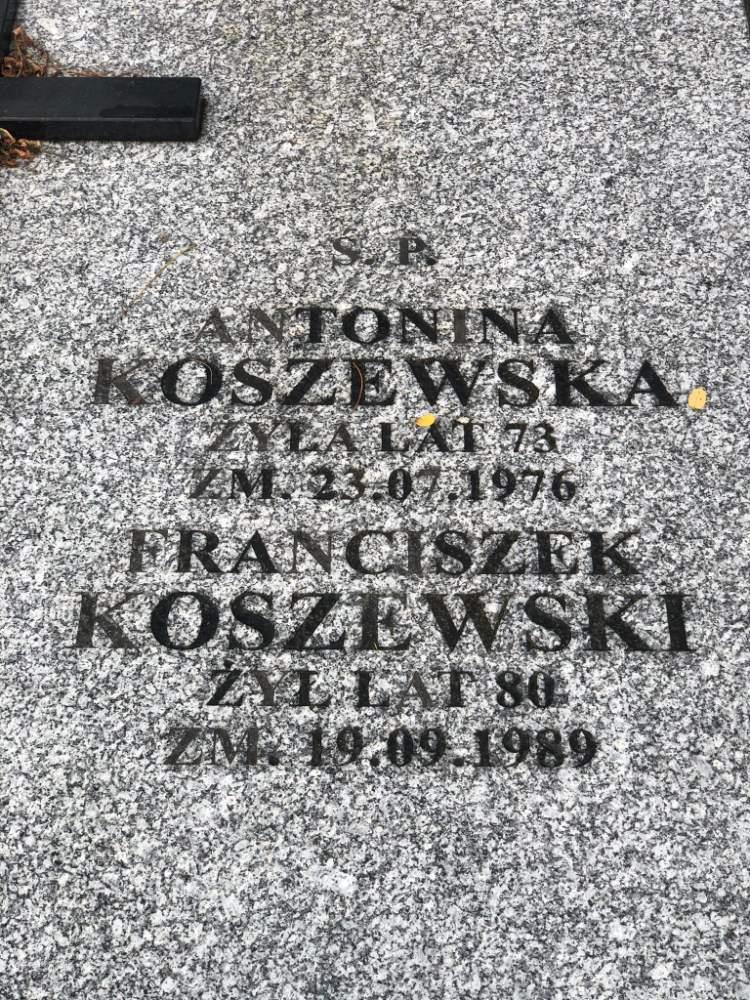 Ś. P.
ANTONINA
KOSZEWSKA
ŻYŁA LAT 73
ZM. 23.07.1976
FRANCISZEK
KOSZEWSKI
ŻYŁ LAT 80
ZM. 19.09.1989